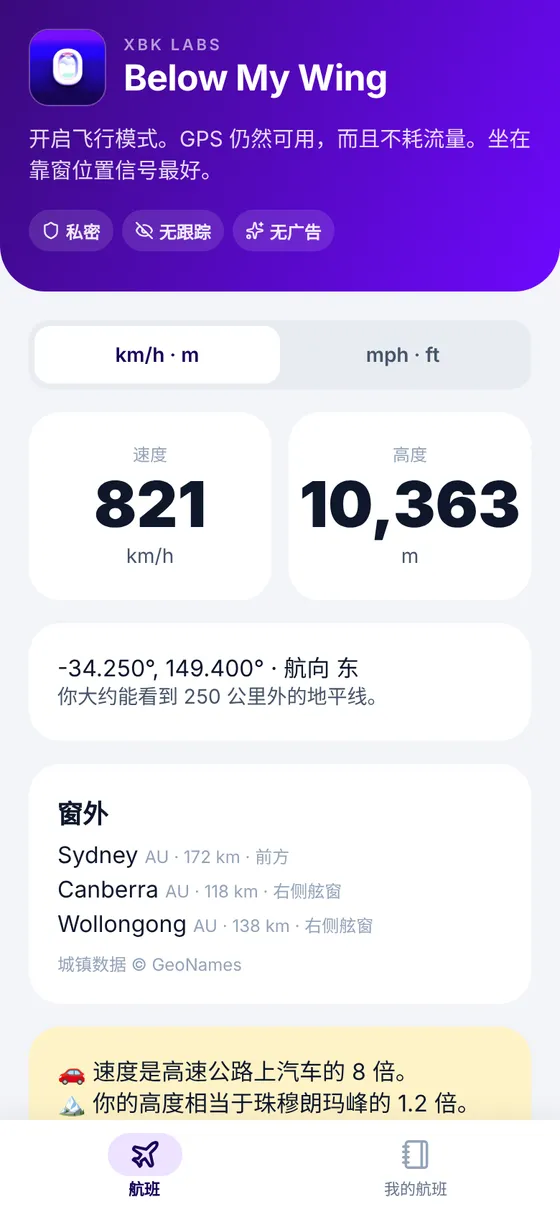 XBK LABS
Below My Wing
开启飞行模式。GPS 仍然可用，而且不耗流量。坐在
靠窗位置信号最好。
私密
无跟踪
无广告
km/h · m
mph · ft
速度
821
km/h
高度
10,363
m
-34.250°, 149.400° · 航向 东
你大约能看到 250 公里外的地平线。
窗外
Sydney AU · 172 km · 前方
Canberra AU · 118 km · 右侧舷窗
Wollongong AU · 138 km · 右侧舷窗
城镇数据 © GeoNames
🚗 速度是高速公路上汽车的 8 倍。
🏔️ 你的高度相当于珠穆朗玛峰的 1.2 倍。
航班
我的航班